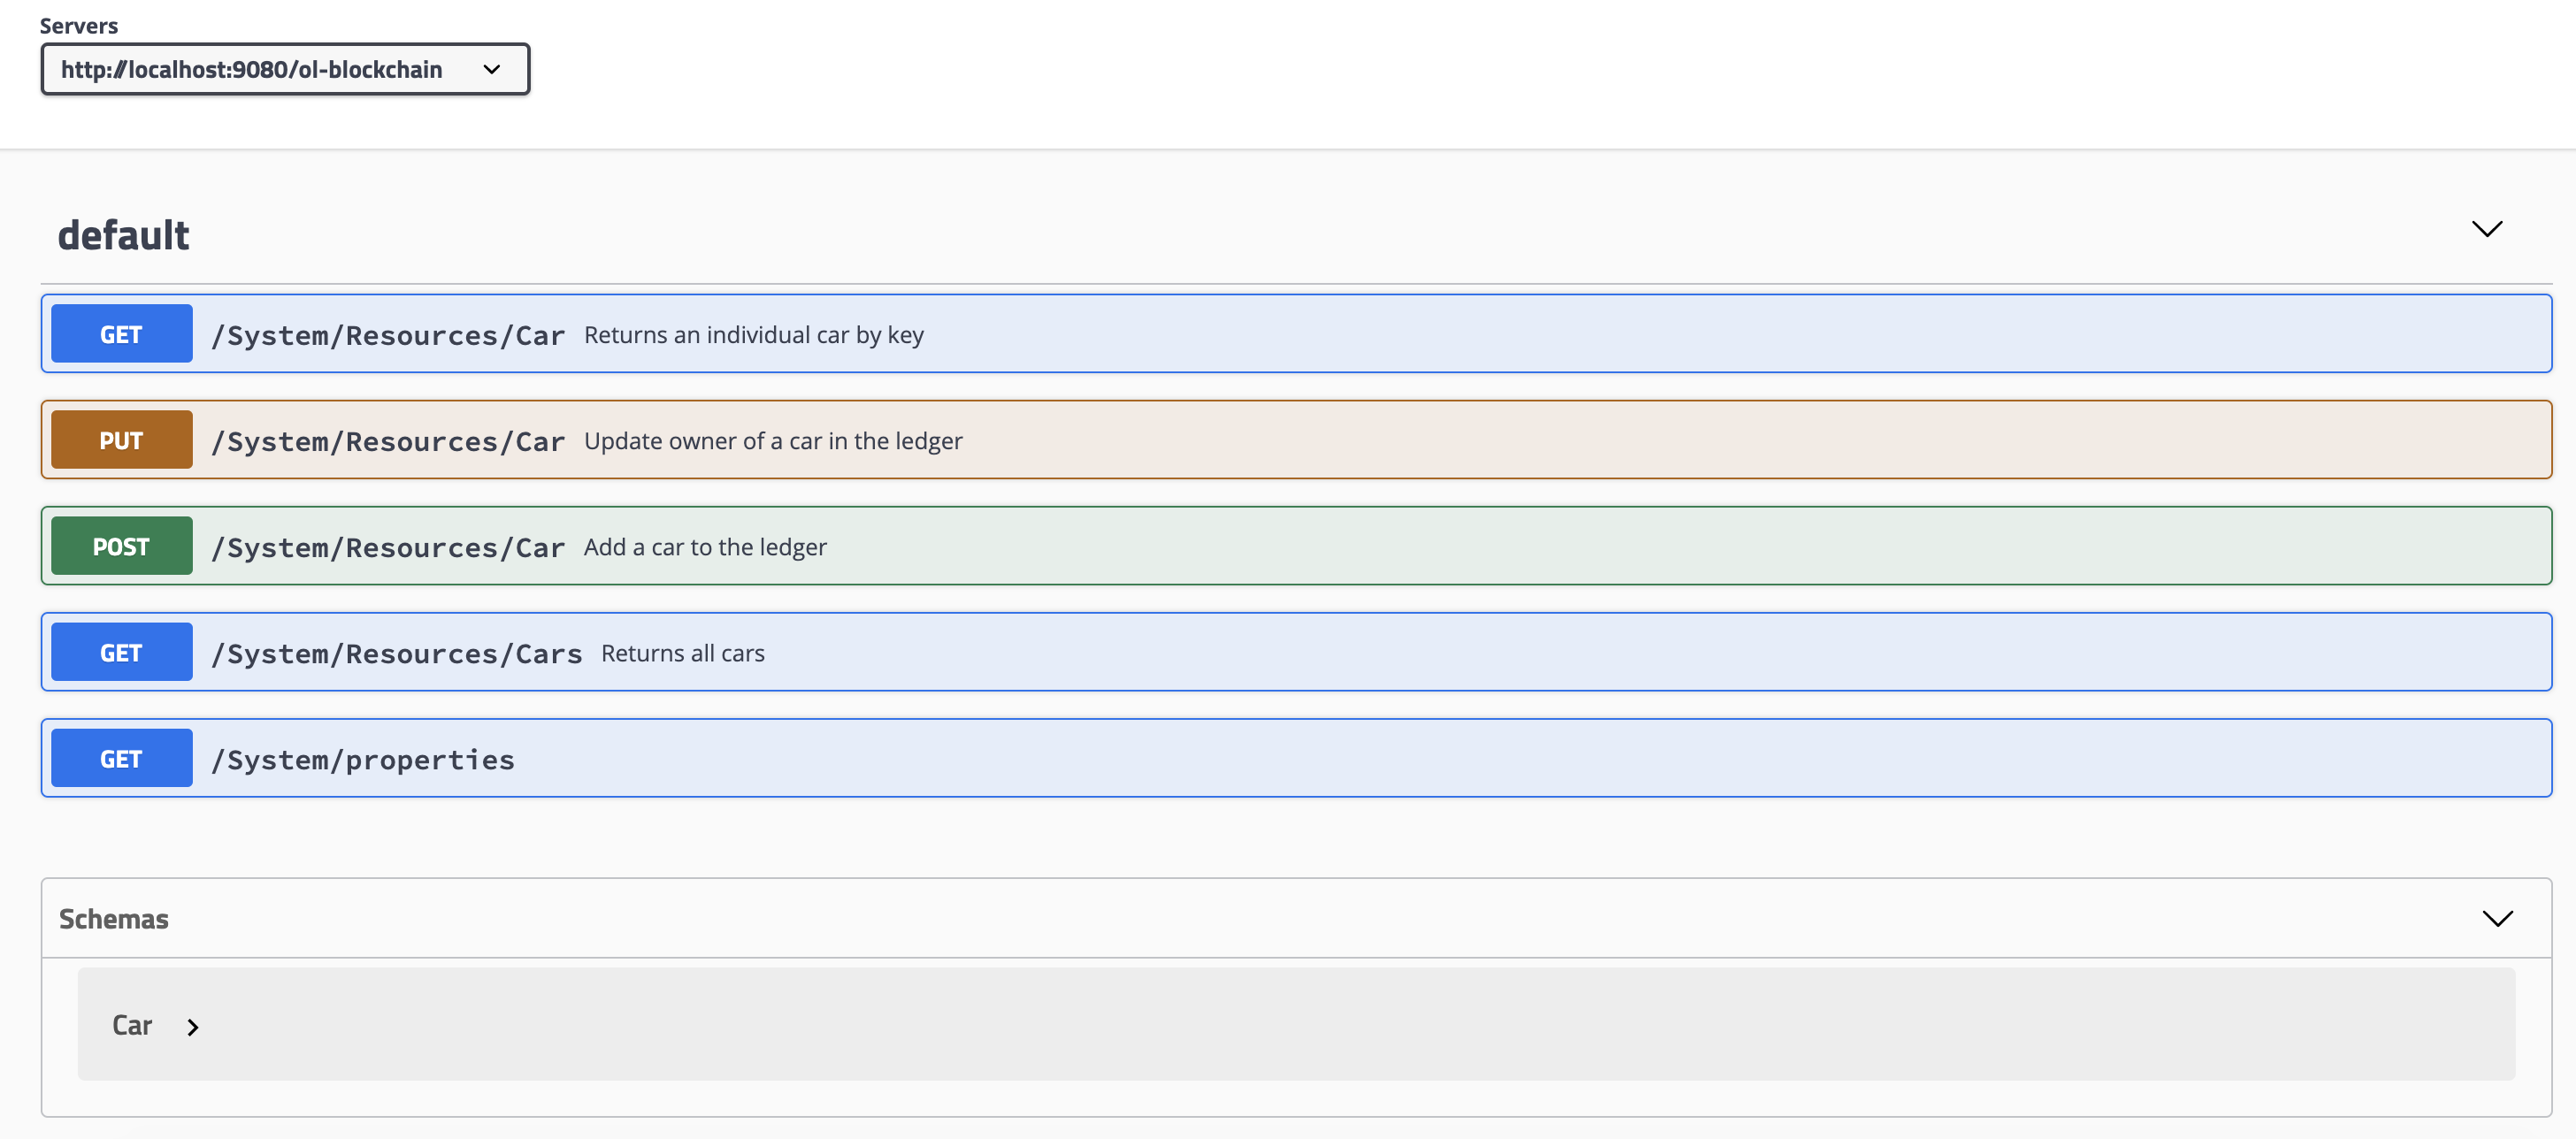 Servers
http://localhost:9080/ol-blockchain
default
GET /System/Resources/Car Returns an individual car by key
PUT /System/Resources/Car Update owner of a car in the ledger
POST /System/Resources/Car Add a car to the ledger
GET /System/Resources/Cars Returns all cars
GET /System/properties
Schemas
Car